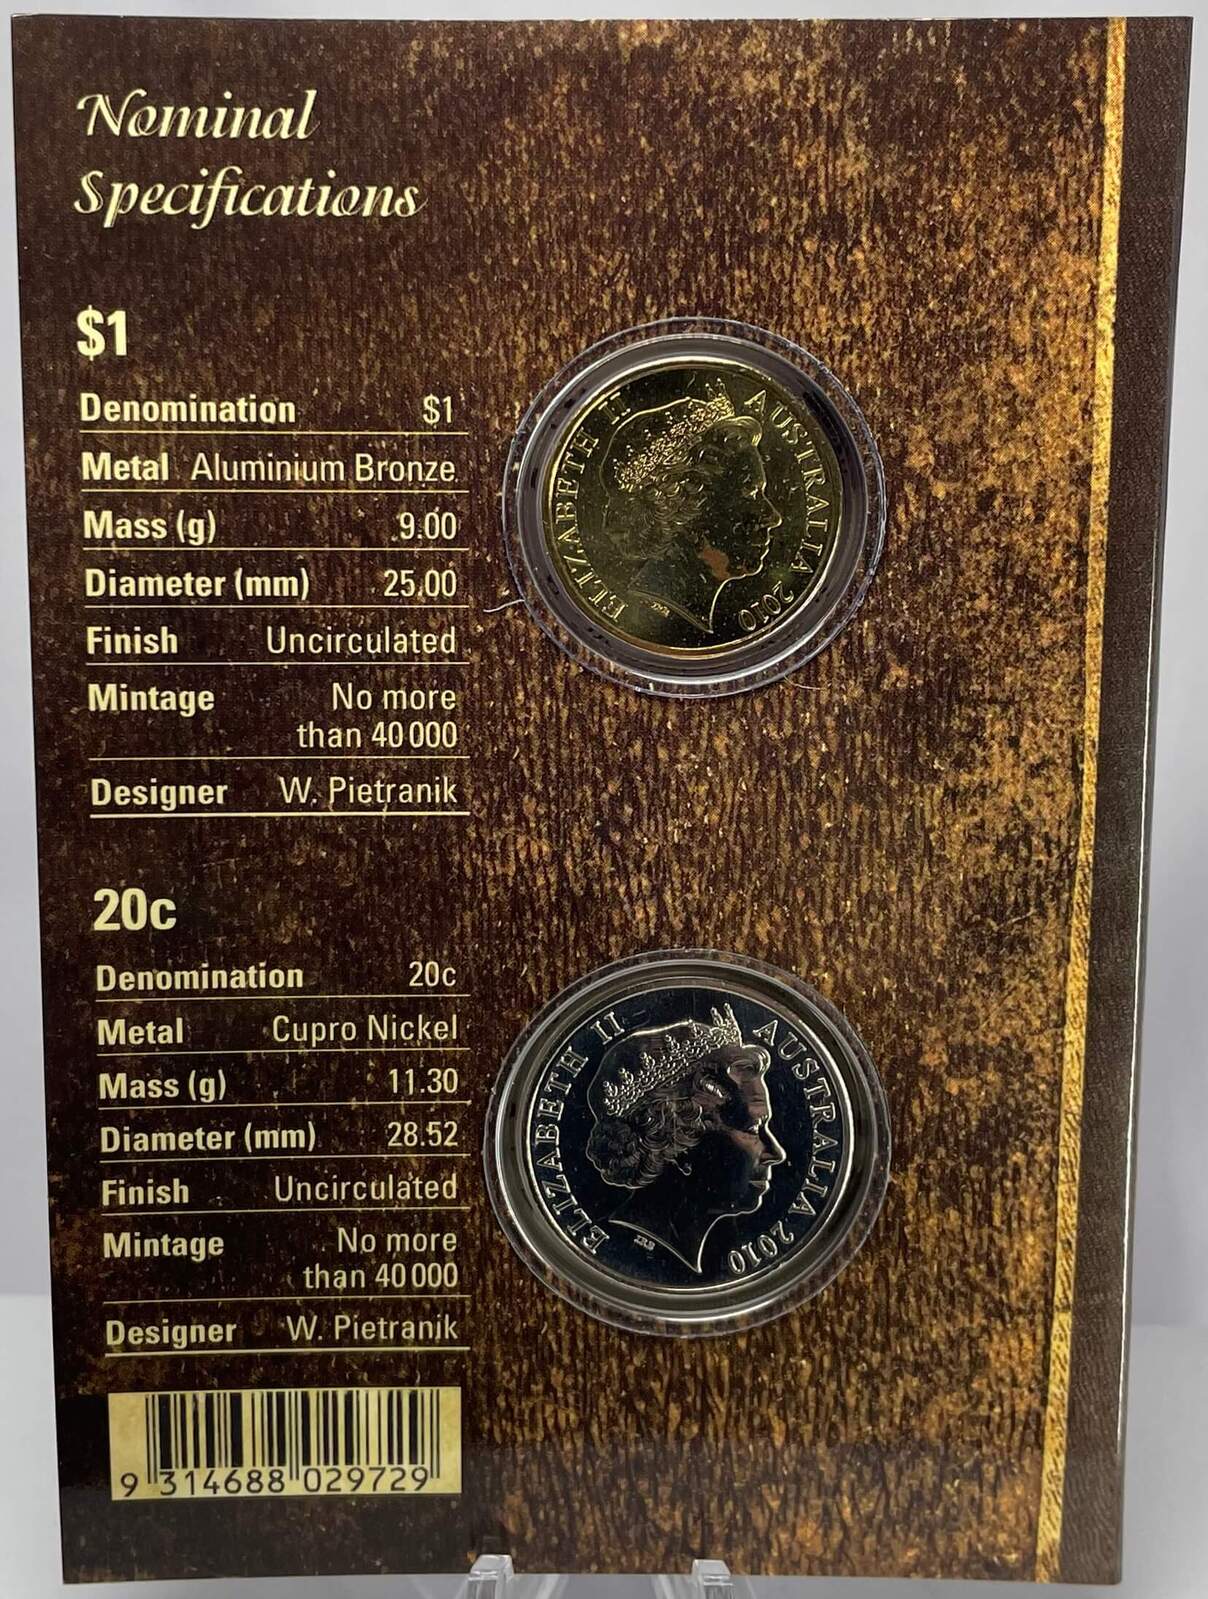 Nominal
Specifications
$1
Denomination $1
Metal Aluminium Bronze
Mass (g) 9.00
Diameter (mm) 25.00
Finish Uncirculated
Mintage No more
than 40 000
Designer W. Pietranik
ELIZABETH II AUSTRALIA 2010
IRB
20c
Denomination 20c
Metal Cupro Nickel
Mass (g) 11.30
Diameter (mm) 28.52
Finish Uncirculated
Mintage No more
than 40 000
Designer W. Pietranik
ELIZABETH II AUSTRALIA 2010
IRB
9 314688 029729